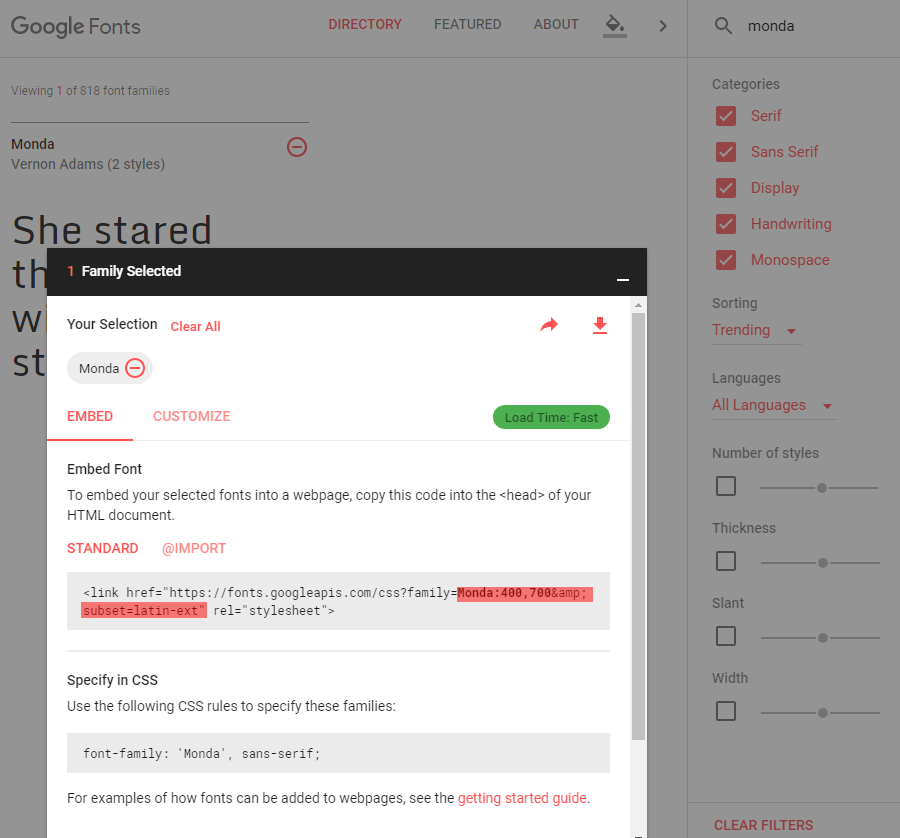 Google Fonts
DIRECTORY FEATURED ABOUT
monda
Viewing 1 of 818 font families
Monda
Vernon Adams (2 styles)
She stared
th
w
st
1 Family Selected
Your Selection Clear All
Monda
EMBED CUSTOMIZE Load Time: Fast
Embed Font
To embed your selected fonts into a webpage, copy this code into the <head> of your
HTML document.
STANDARD @IMPORT
<link href="https://fonts.googleapis.com/css?family=Monda:400,700&amp;
subset=latin-ext" rel="stylesheet">
Specify in CSS
Use the following CSS rules to specify these families:
font-family: 'Monda', sans-serif;
For examples of how fonts can be added to webpages, see the getting started guide.
Categories
Serif
Sans Serif
Display
Handwriting
Monospace
Sorting
Trending
Languages
All Languages
Number of styles
Thickness
Slant
Width
CLEAR FILTERS